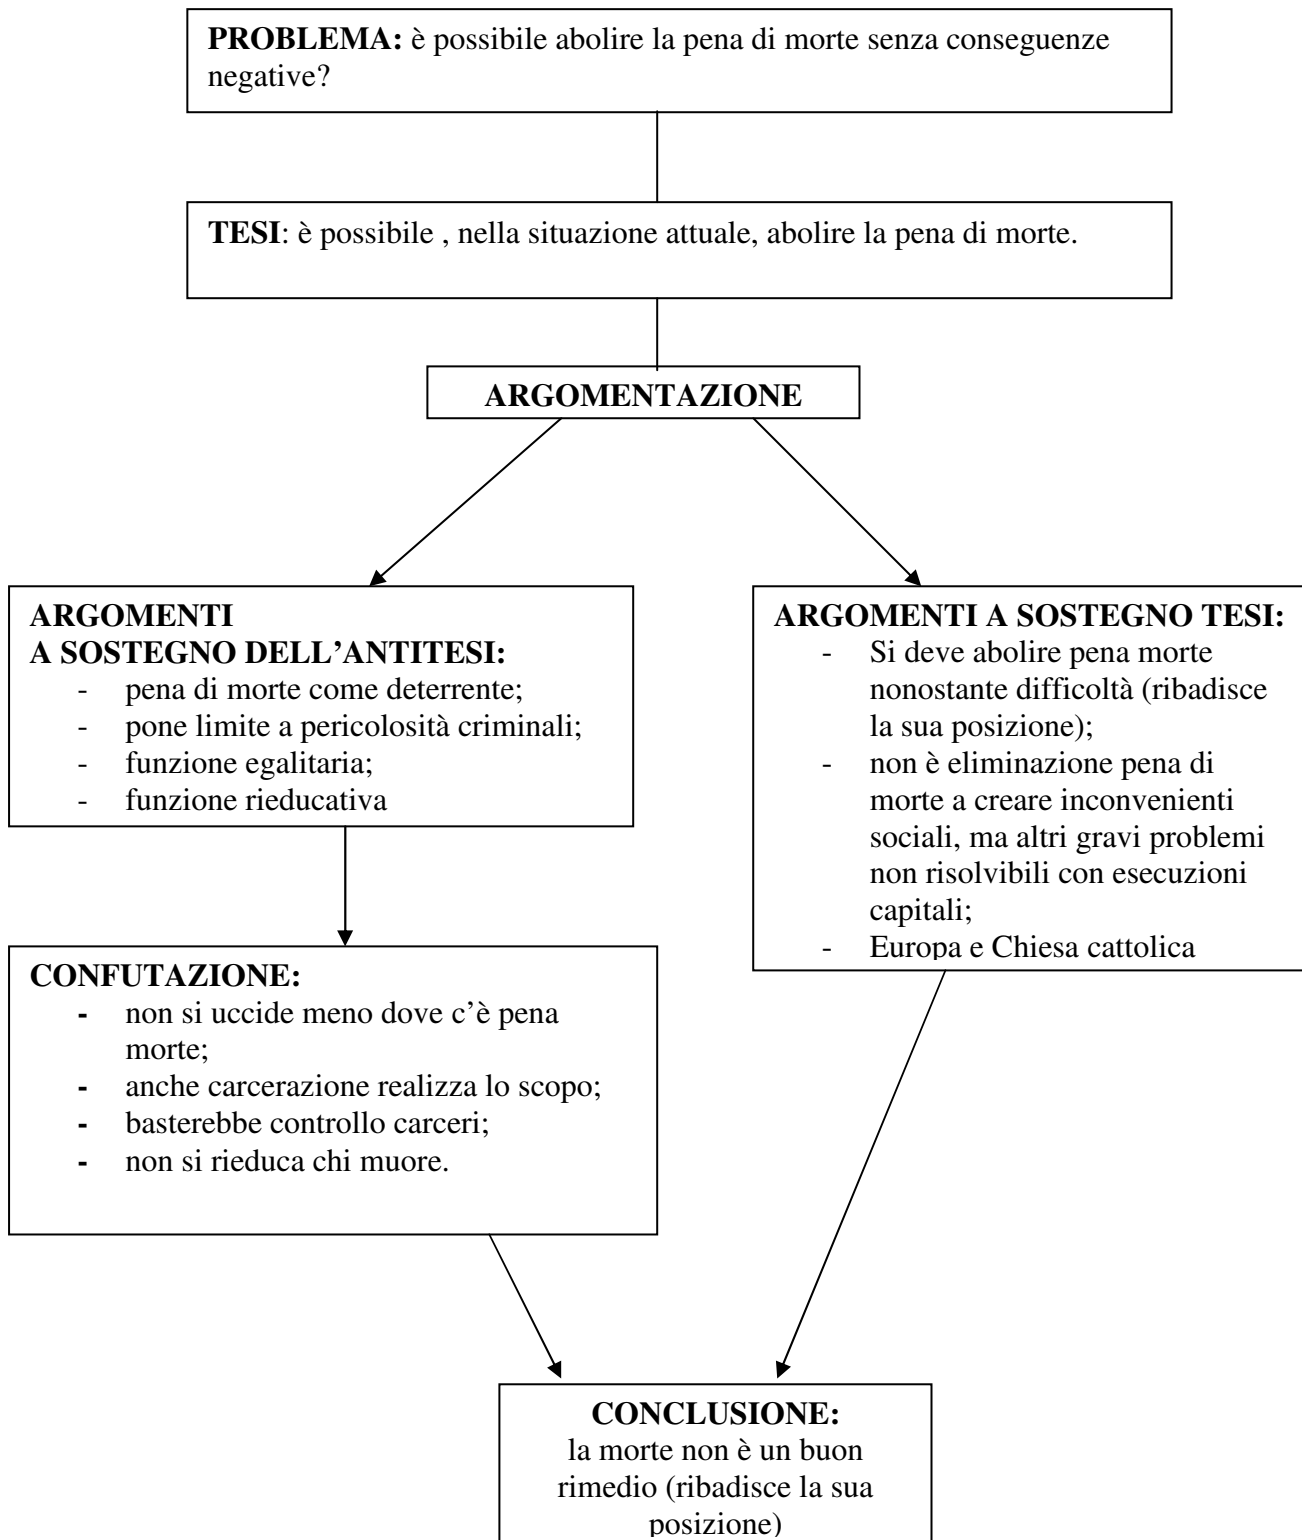 PROBLEMA: è possibile abolire la pena di morte senza conseguenze
negative?
TESI: è possibile , nella situazione attuale, abolire la pena di morte.
ARGOMENTAZIONE
ARGOMENTI
A SOSTEGNO DELL'ANTITESI:
- pena di morte come deterrente;
- pone limite a pericolosità criminali;
- funzione egalitaria;
- funzione rieducativa
ARGOMENTI A SOSTEGNO TESI:
- Si deve abolire pena morte
nonostante difficoltà (ribadisce
la sua posizione);
- non è eliminazione pena di
morte a creare inconvenienti
sociali, ma altri gravi problemi
non risolvibili con esecuzioni
capitali;
- Europa e Chiesa cattolica
CONFUTAZIONE:
- non si uccide meno dove c'è pena
morte;
- anche carcerazione realizza lo scopo;
- basterebbe controllo carceri;
- non si rieduca chi muore.
CONCLUSIONE:
la morte non è un buon
rimedio (ribadisce la sua
posizione)